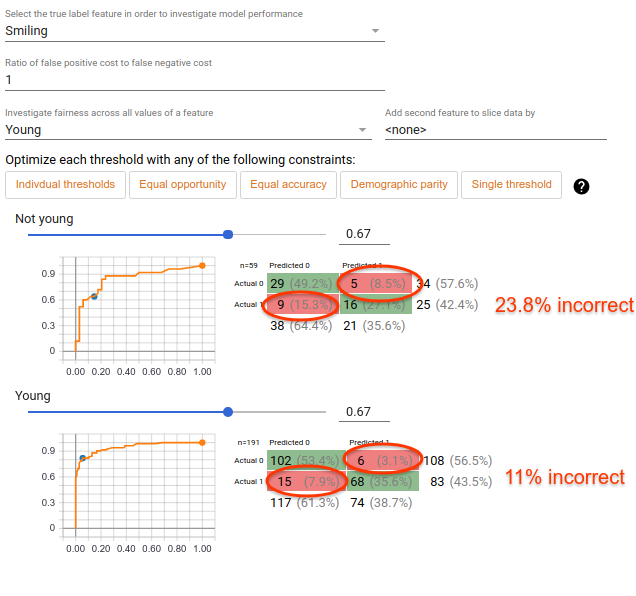 Select the true label feature in order to investigate model performance
Smiling
Ratio of false positive cost to false negative cost
1
Investigate fairness across all values of a feature
Add second feature to slice data by
Young
<none>
Optimize each threshold with any of the following constraints:
Indivdual thresholds
Equal opportunity
Equal accuracy
Demographic parity
Single threshold
?
Not young
0.67
n=59 Predicted 0 Predicted 1
Actual 0 29 (49.2%) 5 (8.5%) 34 (57.6%)
Actual 1 9 (15.3%) 16 (27.1%) 25 (42.4%)
38 (64.4%) 21 (35.6%)
23.8% incorrect
0.9
0.6
0.3
0
0.00 0.20 0.40 0.60 0.80 1.00
Young
0.67
n=191 Predicted 0 Predicted 1
Actual 0 102 (53.4%) 6 (3.1%) 108 (56.5%)
Actual 1 15 (7.9%) 68 (35.6%) 83 (43.5%)
117 (61.3%) 74 (38.7%)
11% incorrect
0.9
0.6
0.3
0
0.00 0.20 0.40 0.60 0.80 1.00